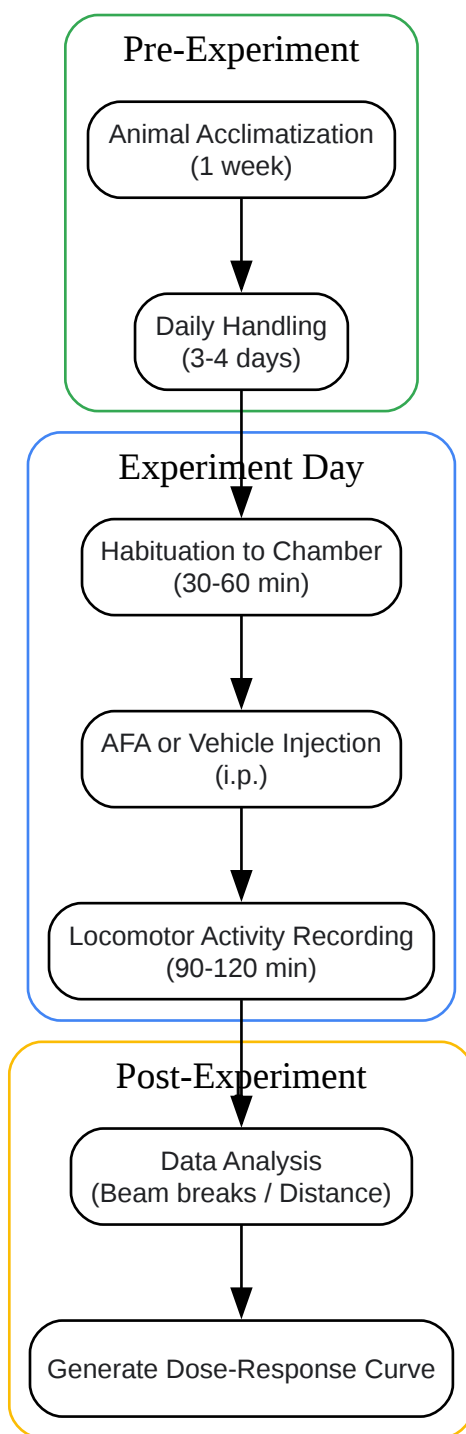 Pre-Experiment
Animal Acclimatization
(1 week)
Daily Handling
(3-4 days)
Experiment Day
Habituation to Chamber
(30-60 min)
AFA or Vehicle Injection
(i.p.)
Locomotor Activity Recording
(90-120 min)
Post-Experiment
Data Analysis
(Beam breaks / Distance)
Generate Dose-Response Curve